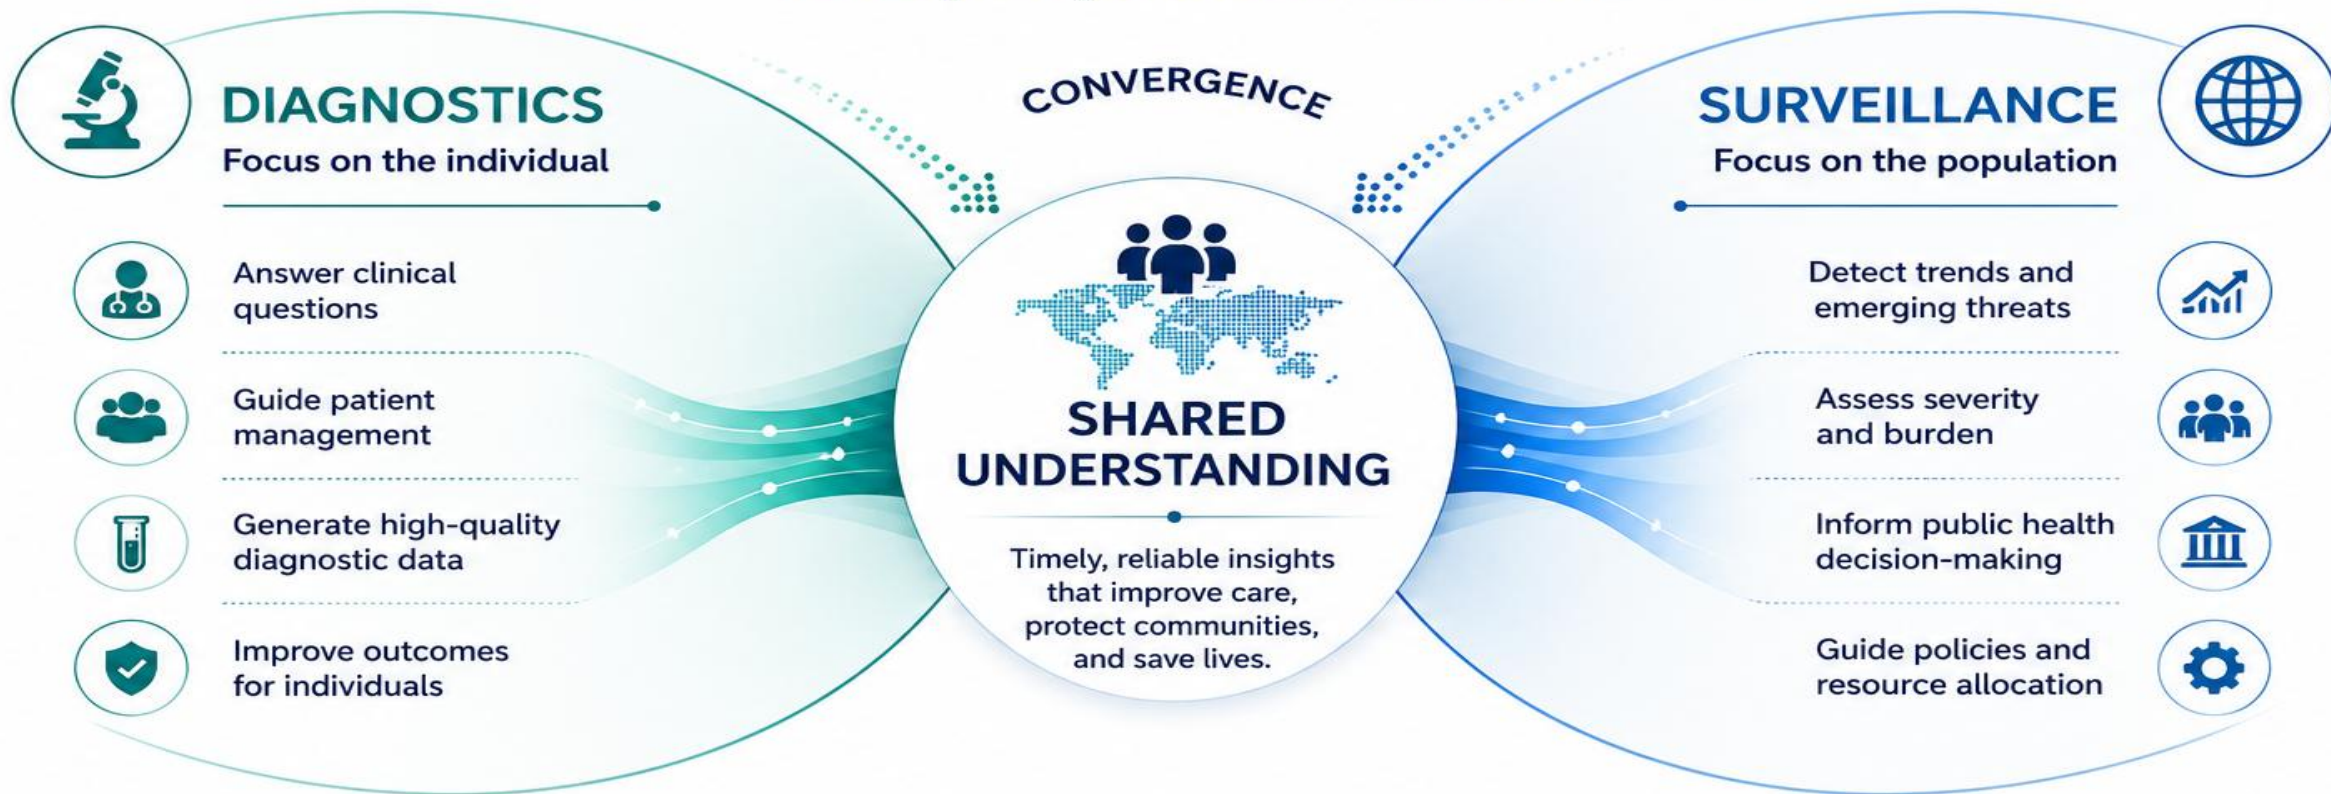 CONVERGENCE
DIAGNOSTICS
Focus on the individual
Answer clinical
questions
Guide patient
management
Generate high-quality
diagnostic data
Improve outcomes
for individuals
SHARED
UNDERSTANDING
Timely, reliable insights
that improve care,
protect communities,
and save lives.
SURVEILLANCE
Focus on the population
Detect trends and
emerging threats
Assess severity
and burden
Inform public health
decision-making
Guide policies and
resource allocation